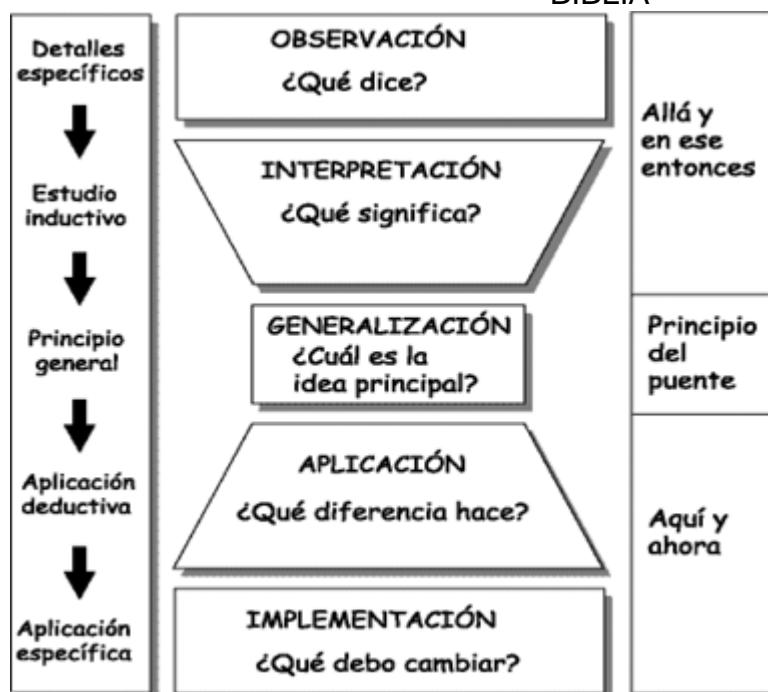 Detalles
específicos
Estudio
inductivo
Principio
general
Aplicación
deductiva
Aplicación
específica
OBSERVACIÓN
¿Qué dice?
INTERPRETACIÓN
¿Qué significa?
GENERALIZACIÓN
¿Cuál es la
idea principal?
APLICACIÓN
¿Qué diferencia hace?
IMPLEMENTACIÓN
¿Qué debo cambiar?
Allá y
en ese
entonces
Principio
del
puente
Aquí y
ahora